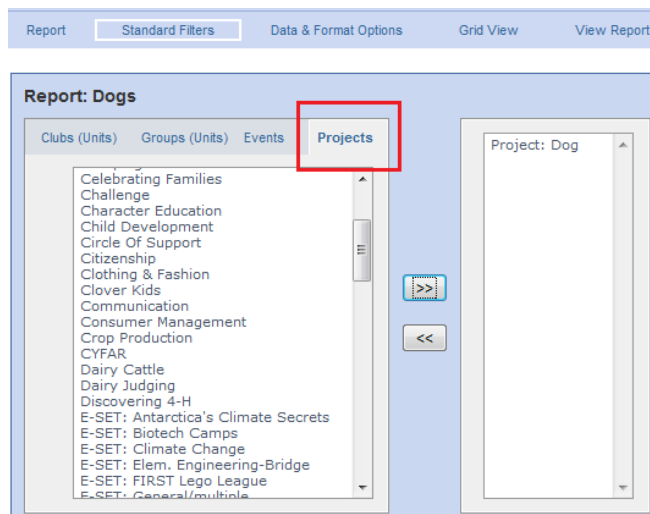 Report Standard Filters Data & Format Options Grid View View Report
Report: Dogs
Clubs (Units) Groups (Units) Events Projects
Celebrating Families
Challenge
Character Education
Child Development
Circle Of Support
Citizenship
Clothing & Fashion
Clover Kids
Communication
Consumer Management
Crop Production
CYFAR
Dairy Cattle
Dairy Judging
Discovering 4-H
E-SET: Antarctica's Climate Secrets
E-SET: Biotech Camps
E-SET: Climate Change
E-SET: Elem. Engineering-Bridge
E-SET: FIRST Lego League
E-SET: General/multiple
>>
<<
Project: Dog